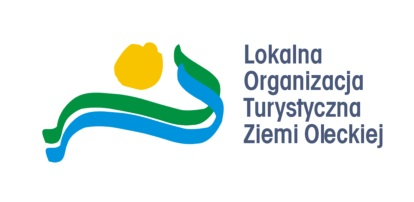 Lokalna
Organizacja
Turystyczna
Ziemi Oleckiej